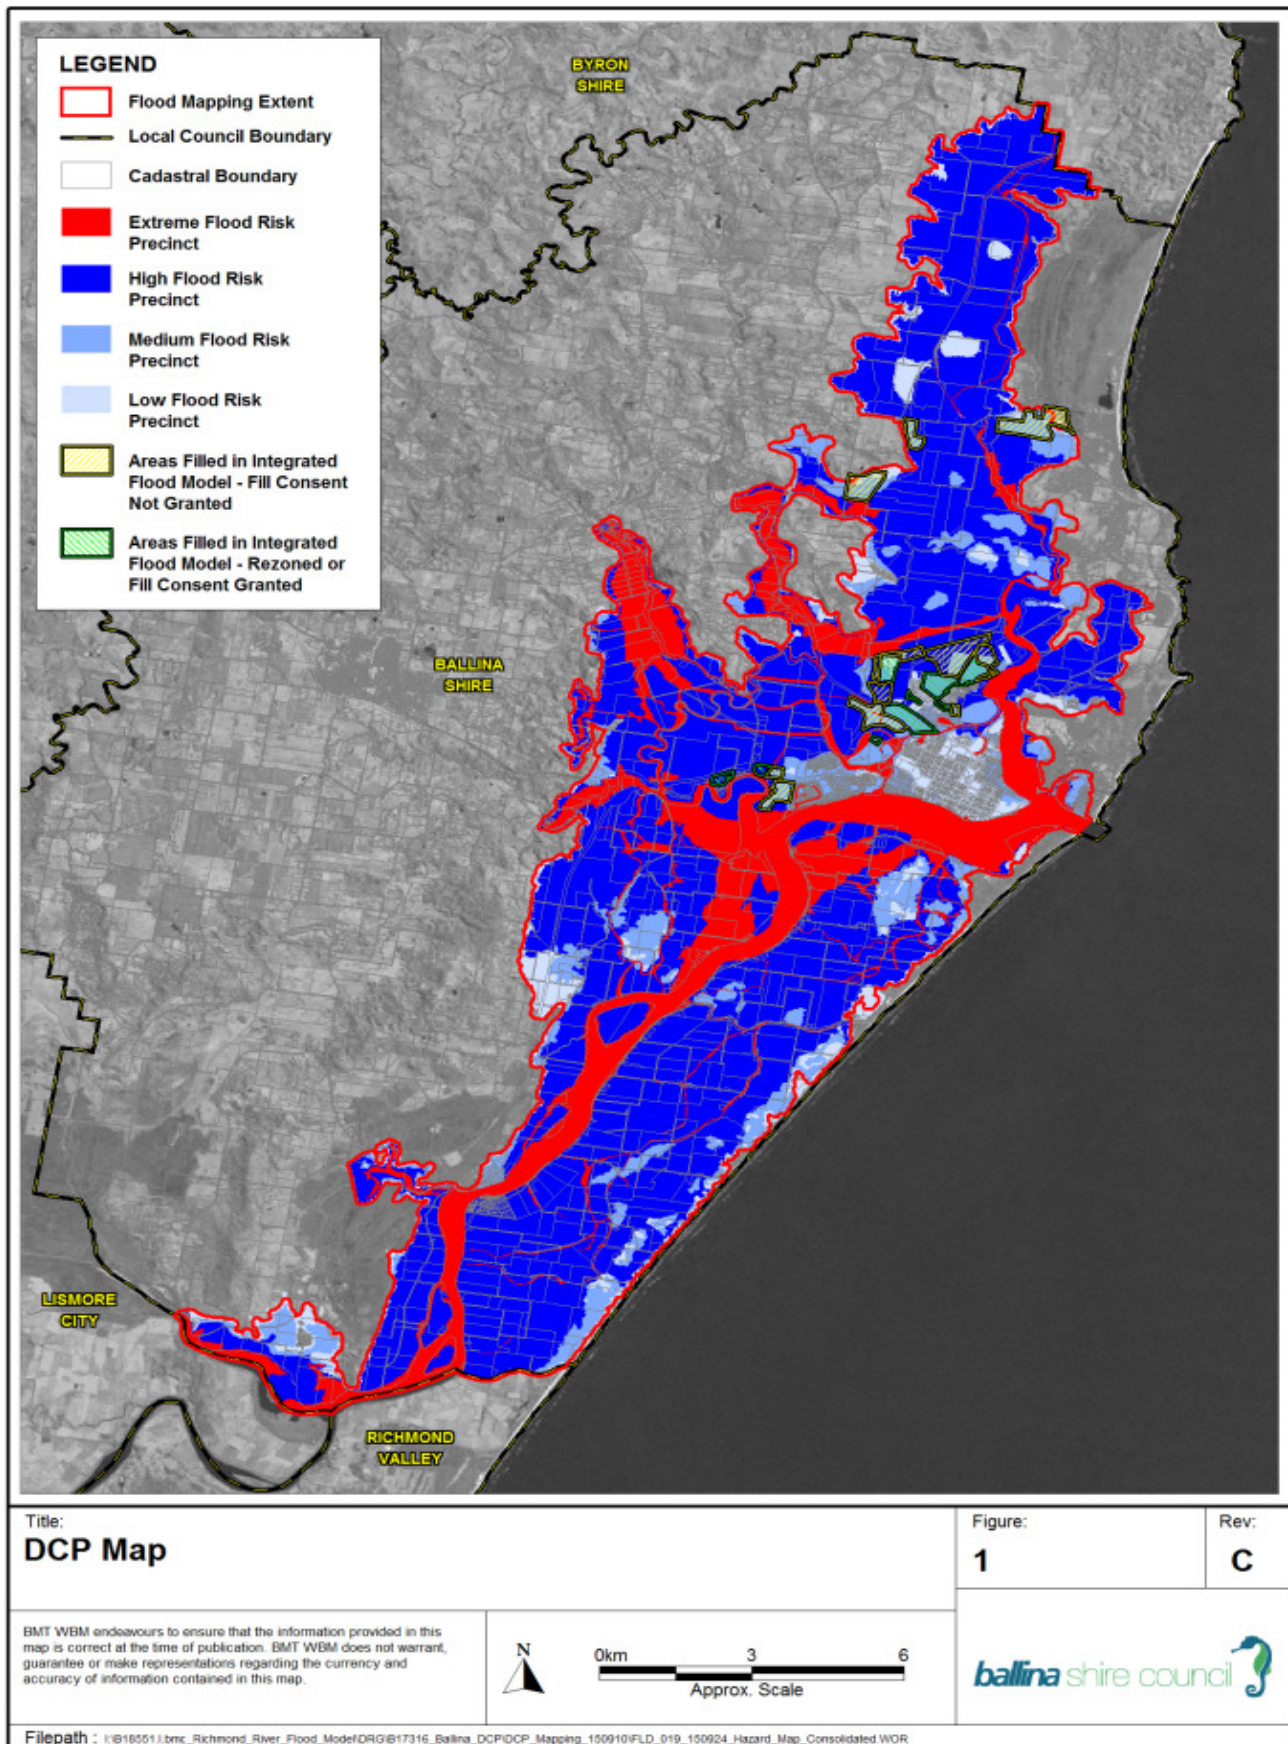 LEGEND
Flood Mapping Extent
Local Council Boundary
Cadastral Boundary
Extreme Flood Risk
Precinct
High Flood Risk
Precinct
Medium Flood Risk
Precinct
Low Flood Risk
Precinct
Areas Filled in Integrated
Flood Model - Fill Consent
Not Granted
Areas Filled in Integrated
Flood Model - Rezoned or
Fill Consent Granted
BYRON
SHIRE
BALLINA
SHIRE
LISMORE
CITY
RICHMOND
VALLEY
Title:
DCP Map
Figure:
1
Rev:
C
BMT WBM endeavours to ensure that the information provided in this
map is correct at the time of publication. BMT WBM does not warrant,
guarantee or make representations regarding the currency and
accuracy of information contained in this map.
N
0km 3 6
Approx. Scale
ballina shire council
Filepath :